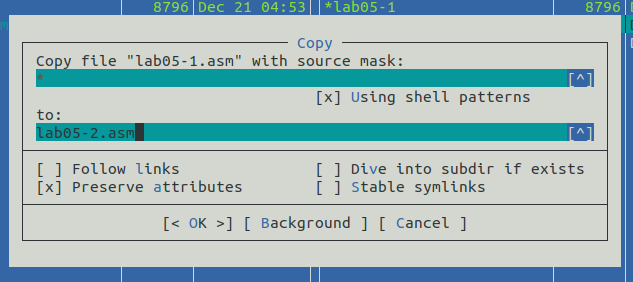 8796 Dec 21 04:53 *lab05-1 8796
Copy
Copy file "lab05-1.asm" with source mask:
* [^]
[x] Using shell patterns
to:
lab05-2.asm [^]
[ ] Follow links [ ] Dive into subdir if exists
[x] Preserve attributes [ ] Stable symlinks
[< OK >] [ Background ] [ Cancel ]